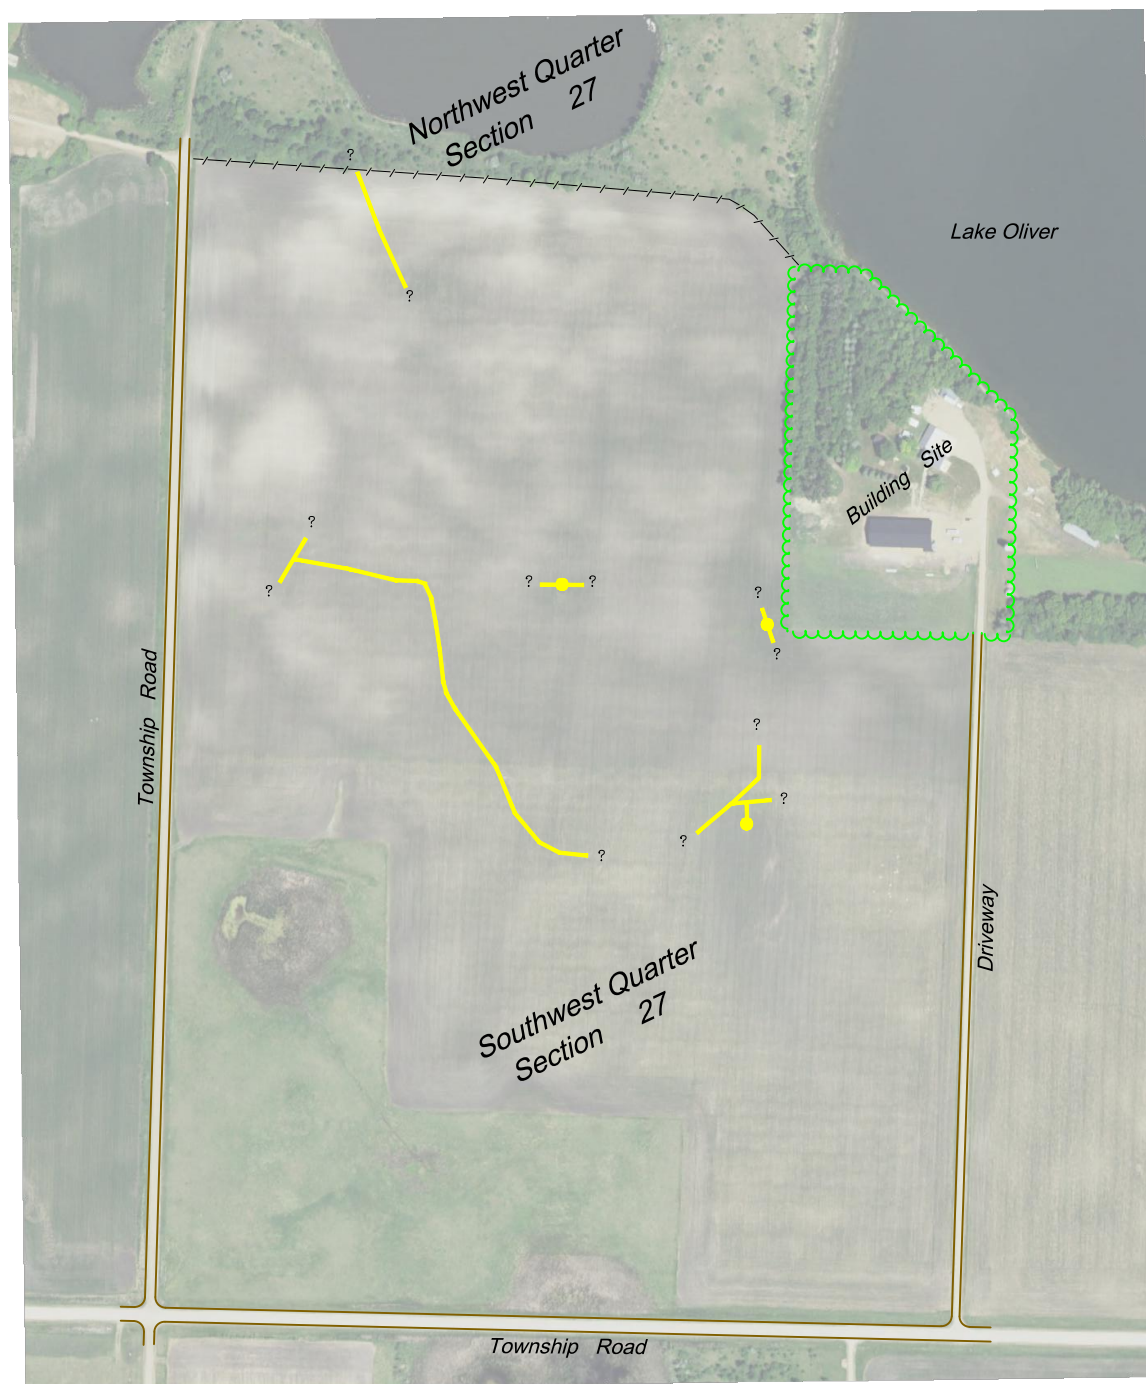 Northwest Quarter
Section 27
?
Lake Oliver
?
Building Site
?
?
?
?
?
?
Township Road
?
?
?
?
Driveway
Southwest Quarter
Section 27
Township Road